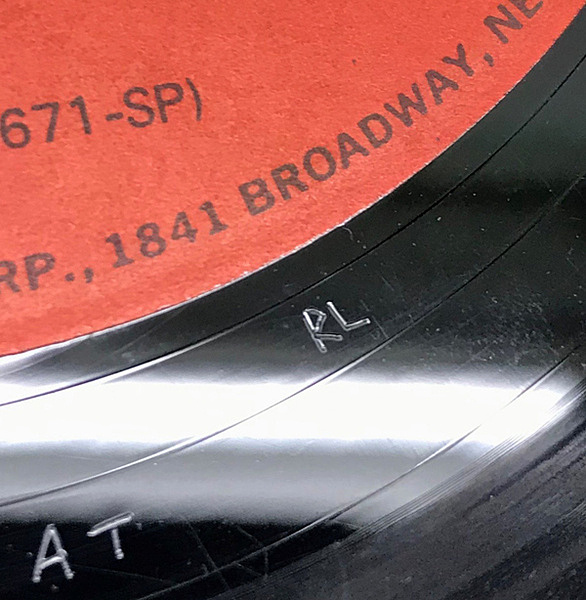 671-SP)
RP., 1841 BROADWAY, NE
RL
AT